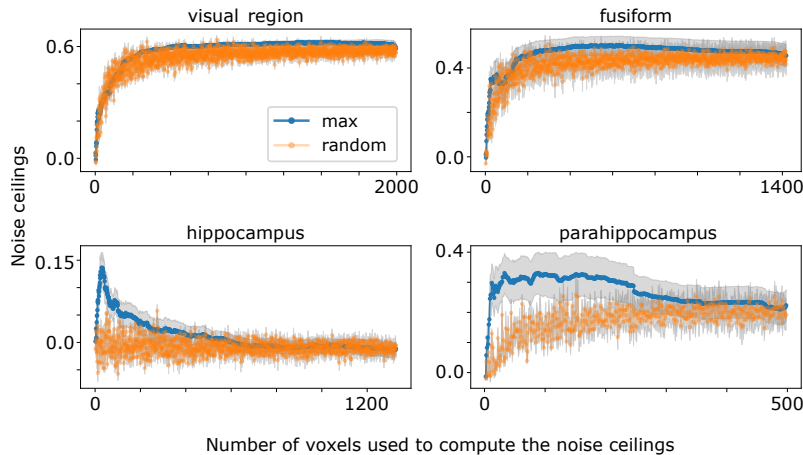 visual region
fusiform
0.6
0.0
0
2000
max
random
0.4
0.0
0
1400
Noise ceilings
hippocampus
parahippocampus
0.15
0.0
0
1200
0.4
0.0
0
500
Number of voxels used to compute the noise ceilings